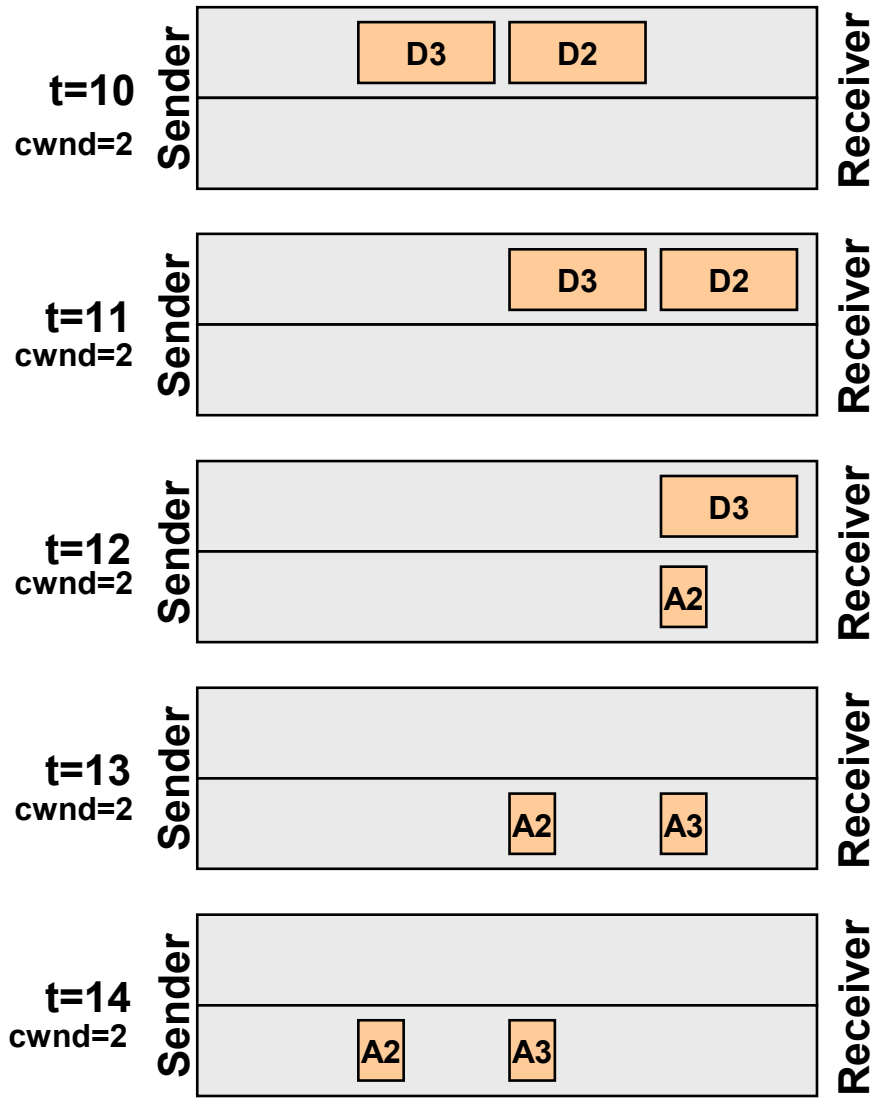 t=10
cwnd=2
Sender
D3 D2
Receiver
t=11
cwnd=2
Sender
D3 D2
Receiver
t=12
cwnd=2
Sender
D3
A2
Receiver
t=13
cwnd=2
Sender
A2 A3
Receiver
t=14
cwnd=2
Sender
A2 A3
Receiver